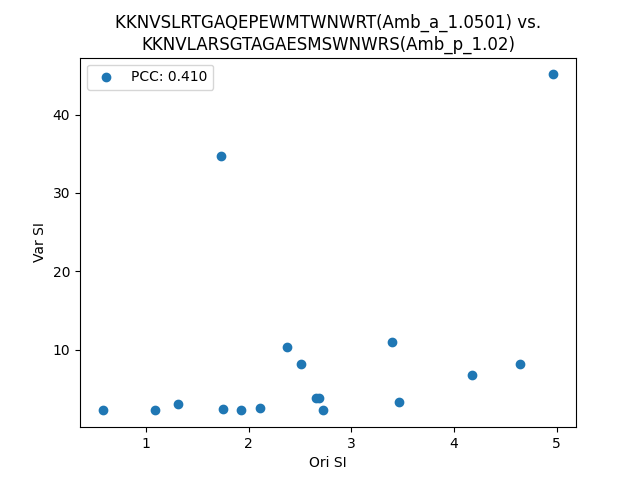 KKNVSLRTGAQEPEWMTWNWRT(Amb_a_1.0501) vs.
KKNVLARSGTAGAESMSWNWRS(Amb_p_1.02)
PCC: 0.410
40
30
20
10
Var SI
1 2 3 4 5
Ori SI